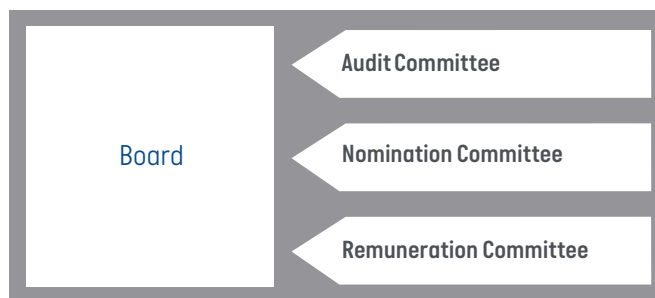 Board
Audit Committee
Nomination Committee
Remuneration Committee